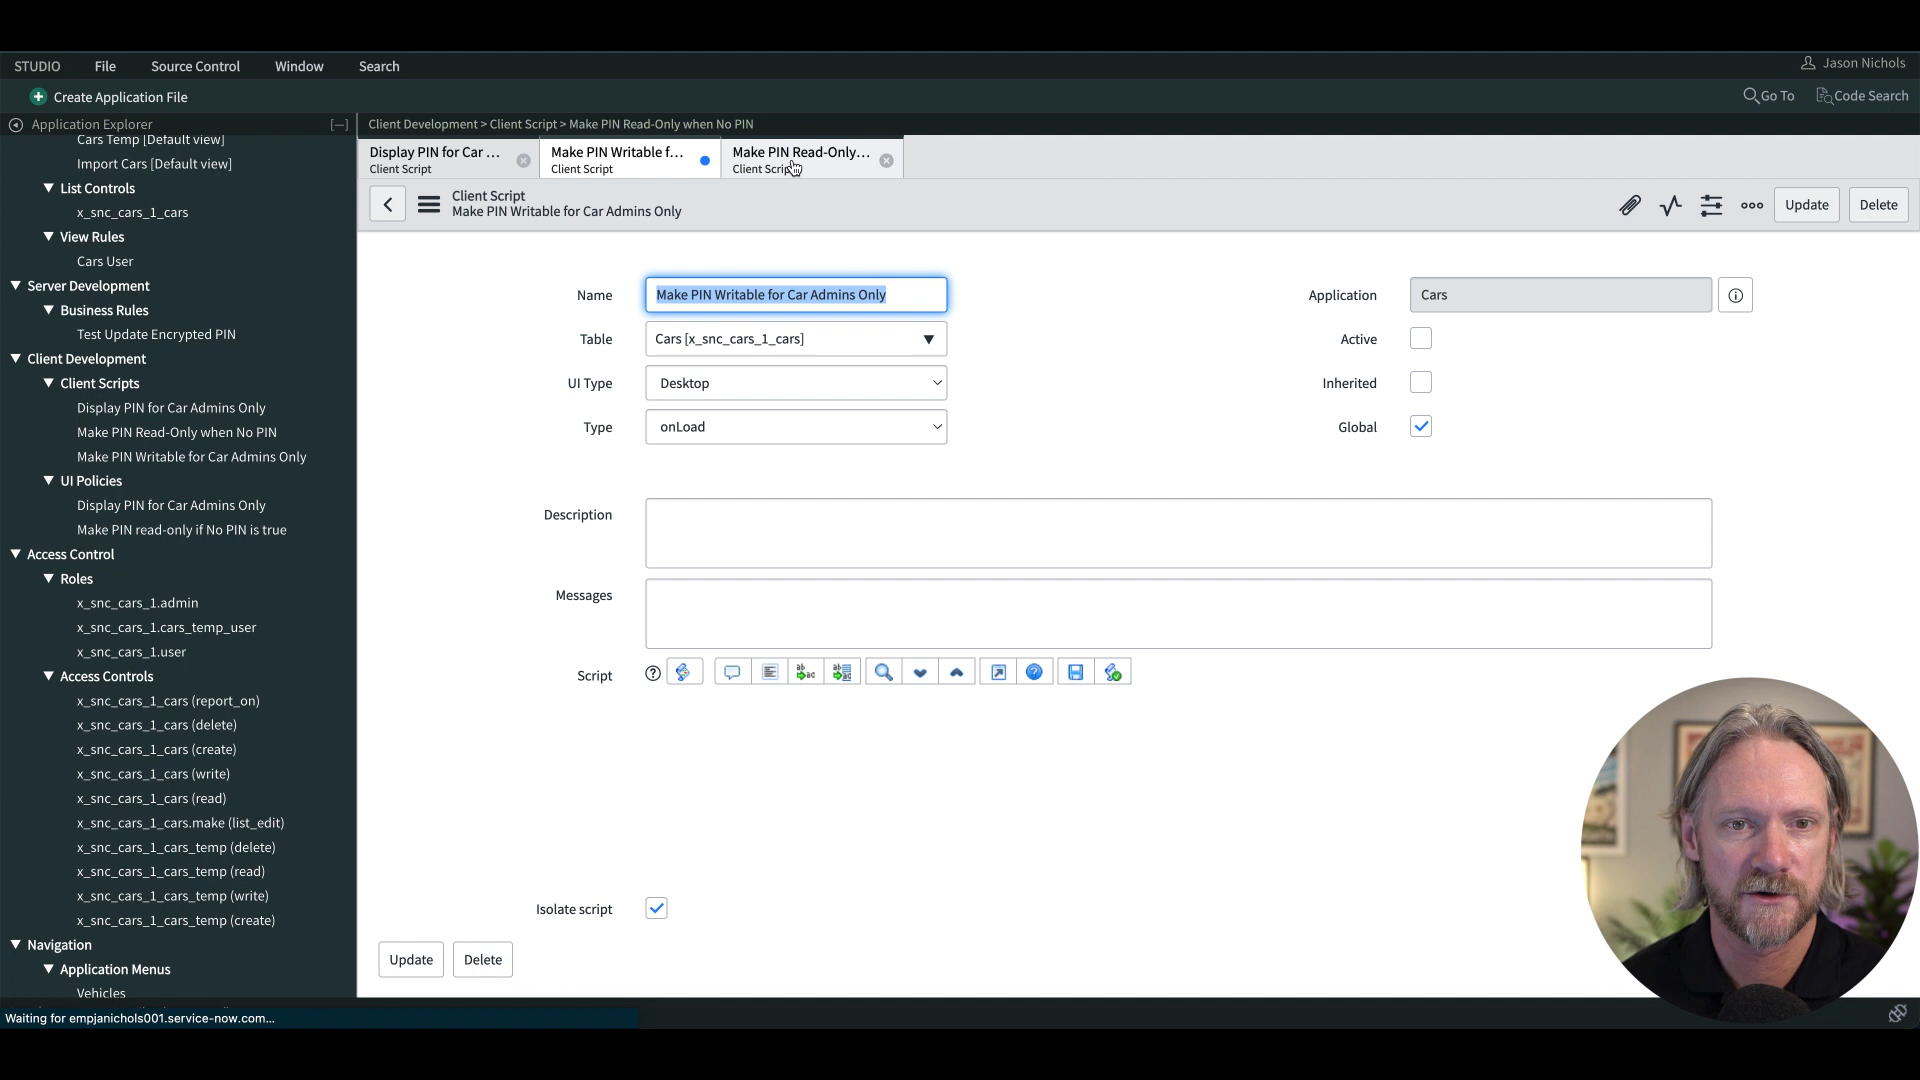 STUDIO File Source Control Window Search Jason Nichols
Create Application File Go To Code Search
Application Explorer [—] Client Development > Client Script > Make PIN Read-Only when No PIN
Cars Temp [Default view]
Import Cars [Default view]
List Controls
x_snc_cars_1_cars
View Rules
Cars User
Server Development
Business Rules
Test Update Encrypted PIN
Client Development
Client Scripts
Display PIN for Car Admins Only
Make PIN Read-Only when No PIN
Make PIN Writable for Car Admins Only
UI Policies
Display PIN for Car Admins Only
Make PIN read-only if No PIN is true
Access Control
Roles
x_snc_cars_1.admin
x_snc_cars_1.cars_temp_user
x_snc_cars_1.user
Access Controls
x_snc_cars_1_cars (report_on)
x_snc_cars_1_cars (delete)
x_snc_cars_1_cars (create)
x_snc_cars_1_cars (write)
x_snc_cars_1_cars (read)
x_snc_cars_1_cars.make (list_edit)
x_snc_cars_1_cars_temp (delete)
x_snc_cars_1_cars_temp (read)
x_snc_cars_1_cars_temp (write)
x_snc_cars_1_cars_temp (create)
Navigation
Application Menus
Vehicles
Waiting for empjanichols001.service-now.com...
Display PIN for Car ... Make PIN Writable f... Make PIN Read-Only...
Client Script Client Script Client Script
Client Script
Make PIN Writable for Car Admins Only
Update Delete
Name Make PIN Writable for Car Admins Only Application Cars
Table Cars [x_snc_cars_1_cars] Active
UI Type Desktop Inherited
Type onLoad Global
Description
Messages
Script
Isolate script
Update Delete